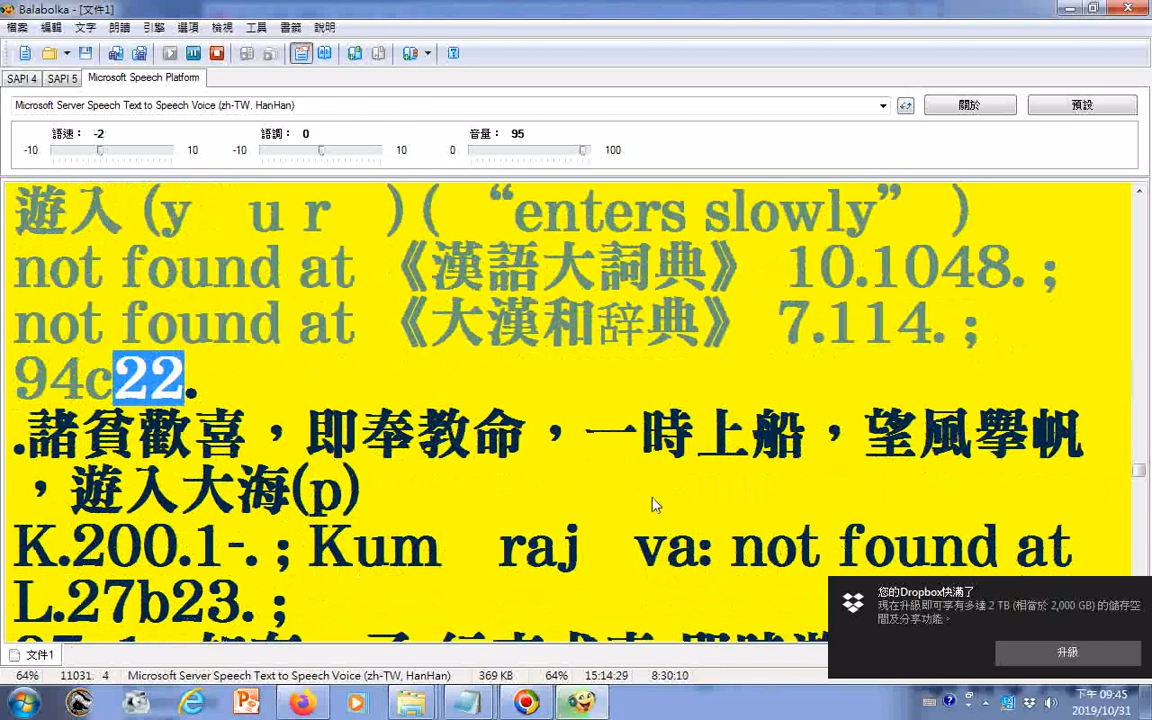 Balabolka - [文件1]
檔案 編輯 文字 朗讀 引擎 選項 檢視 工具 書籤 說明
SAPI 4 SAPI 5 Microsoft Speech Platform
Microsoft Server Speech Text to Speech Voice (zh-TW, HanHan) 關於 預設
語速： -2 語調： 0 音量： 95
-10 10 -10 10 0 100
遊入 (y u r )( “enters slowly” )
not found at 《漢語大詞典》 10.1048. ;
not found at 《大漢和辞典》 7.114. ;
94c22.
.諸貧歡喜，即奉教命，一時上船，望風擧帆
，遊入大海(p)
K.200.1-. ; Kum raj va: not found at
L.27b23. ;
您的Dropbox快滿了
現在升級即可享有多達 2 TB (相當於 2,000 GB) 的儲存空
間及分享功能。
升級
文件1
64% 11031. 4 Microsoft Server Speech Text to Speech Voice (zh-TW, HanHan) 369 KB 64% 15:14:29 8:30:10
下午 09:45
2019/10/31